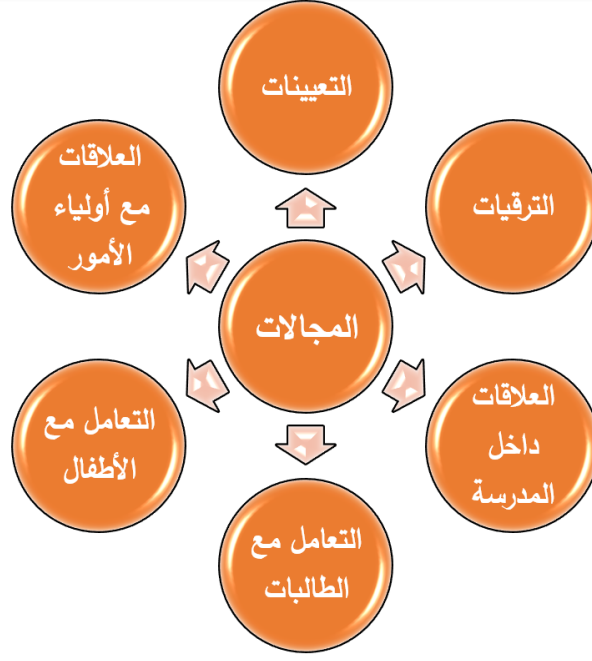 التعيينات
الترقيات
العلاقات
داخل
المدرسة
التعامل مع
الطالبات
التعامل مع
الأطفال
العلاقات
مع أولياء
الأمور
المجالات